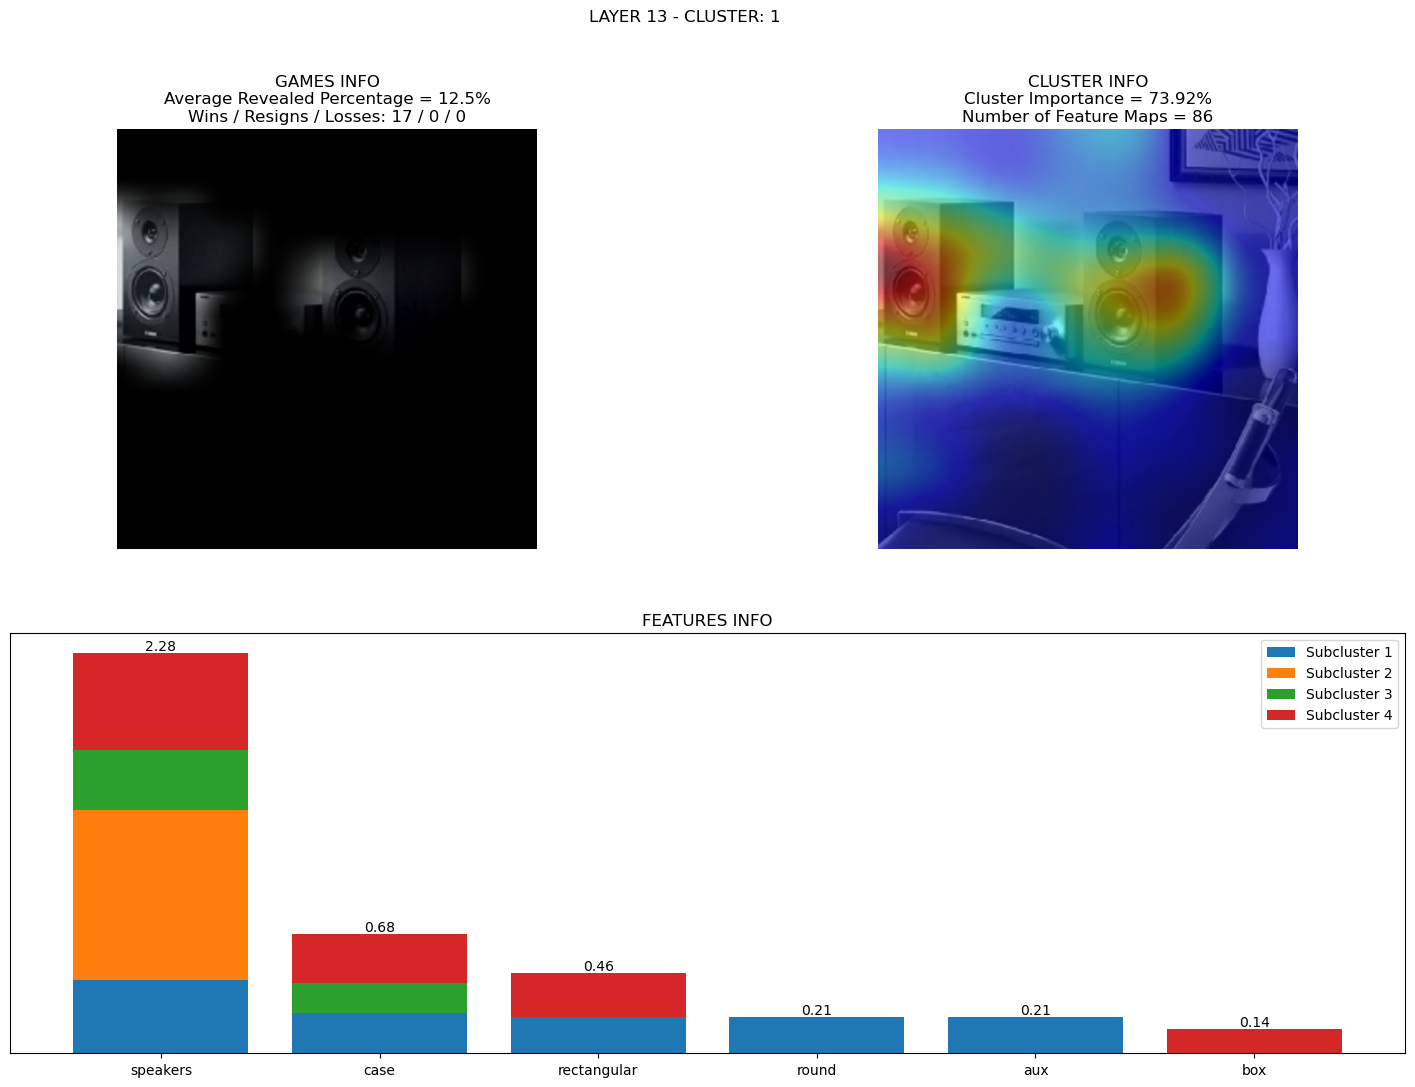 LAYER 13 - CLUSTER: 1
GAMES INFO
Average Revealed Percentage = 12.5%
Wins / Resigns / Losses: 17 / 0 / 0
CLUSTER INFO
Cluster Importance = 73.92%
Number of Feature Maps = 86
FEATURES INFO
Subcluster 1
Subcluster 2
Subcluster 3
Subcluster 4
2.28
0.68
0.46
0.21
0.21
0.14
speakers
case
rectangular
round
aux
box